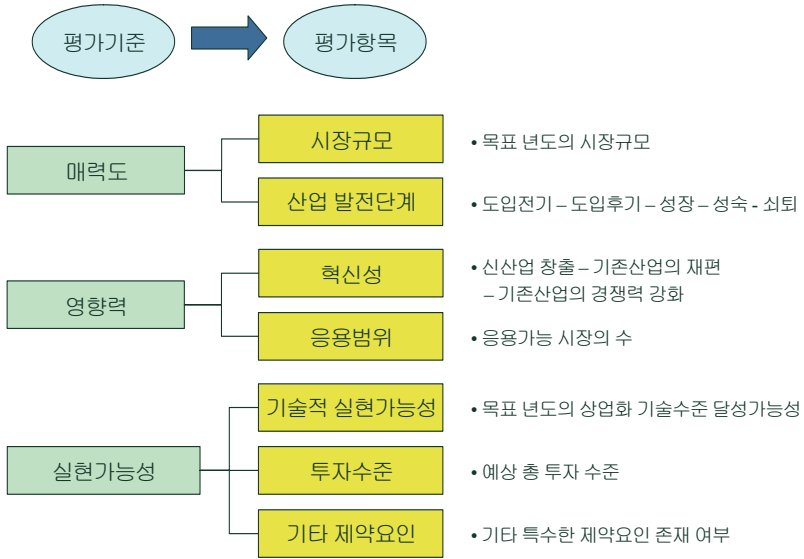 평가기준
평가항목
매력도
시장규모
• 목표 년도의 시장규모
산업 발전단계
• 도입전기 – 도입후기 – 성장 – 성숙 - 쇠퇴
영향력
혁신성
• 신산업 창출 – 기존산업의 재편
– 기존산업의 경쟁력 강화
응용범위
• 응용가능 시장의 수
실현가능성
기술적 실현가능성
• 목표 년도의 상업화 기술수준 달성가능성
투자수준
• 예상 총 투자 수준
기타 제약요인
• 기타 특수한 제약요인 존재 여부